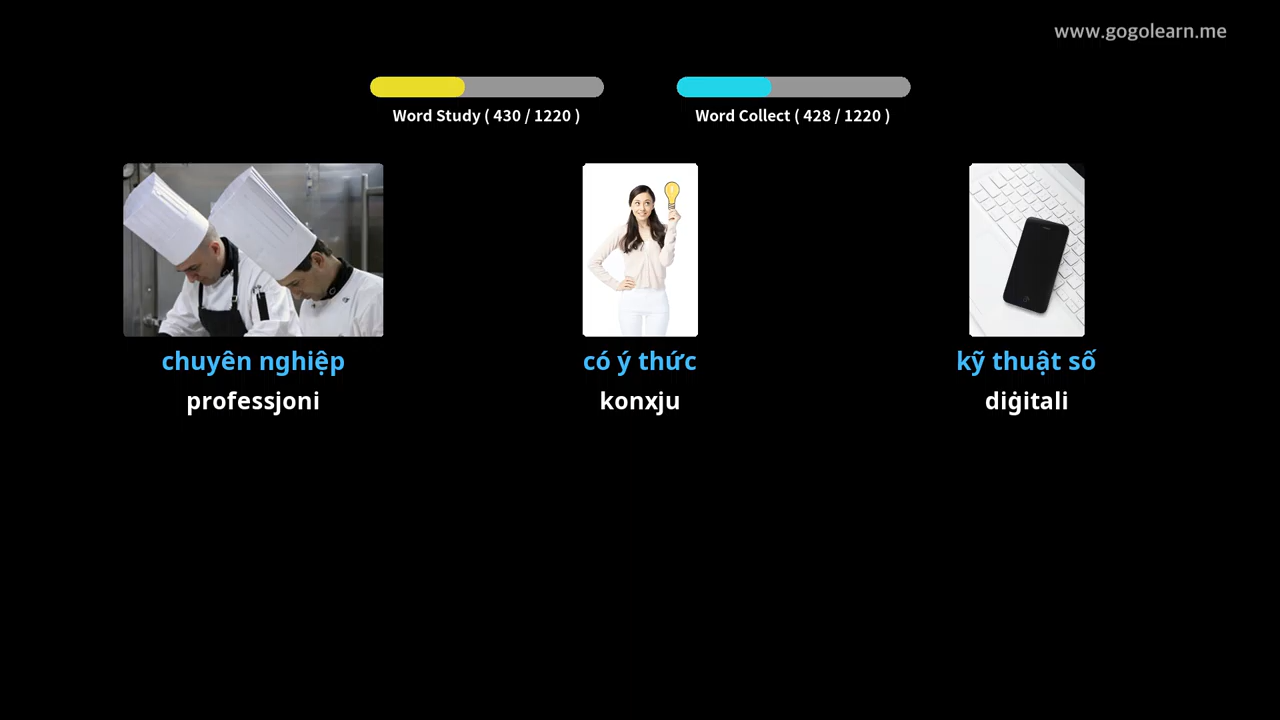 www.gogolearn.me
Word Study ( 430 / 1220 )
Word Collect ( 428 / 1220 )
chuyên nghiệp
professjoni
có ý thức
konxju
kỹ thuật số
diġitali